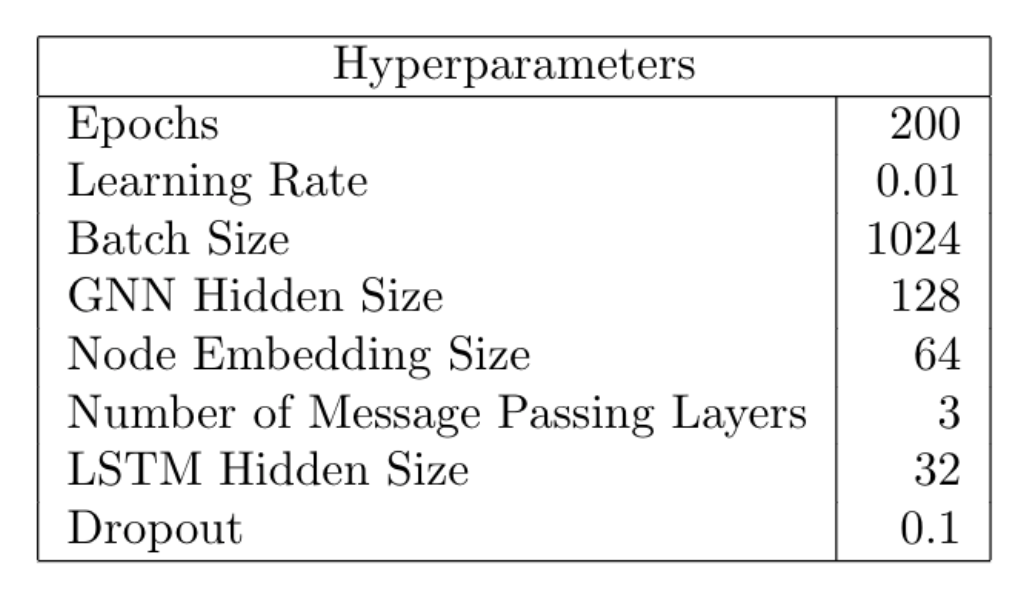 Hyperparameters
Epochs 200
Learning Rate 0.01
Batch Size 1024
GNN Hidden Size 128
Node Embedding Size 64
Number of Message Passing Layers 3
LSTM Hidden Size 32
Dropout 0.1